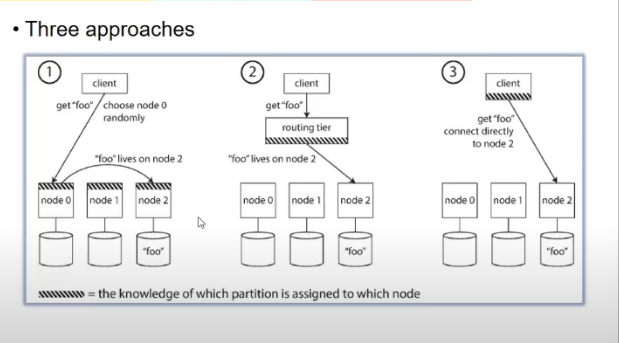 • Three approaches
1
client
get "foo"
choose node 0
randomly
"foo" lives on node 2
node 0
node 1
node 2
"foo"
2
client
get "foo"
routing tier
"foo" lives on node 2
node 0
node 1
node 2
"foo"
3
client
get "foo"
connect directly
to node 2
node 0
node 1
node 2
"foo"
= the knowledge of which partition is assigned to which node